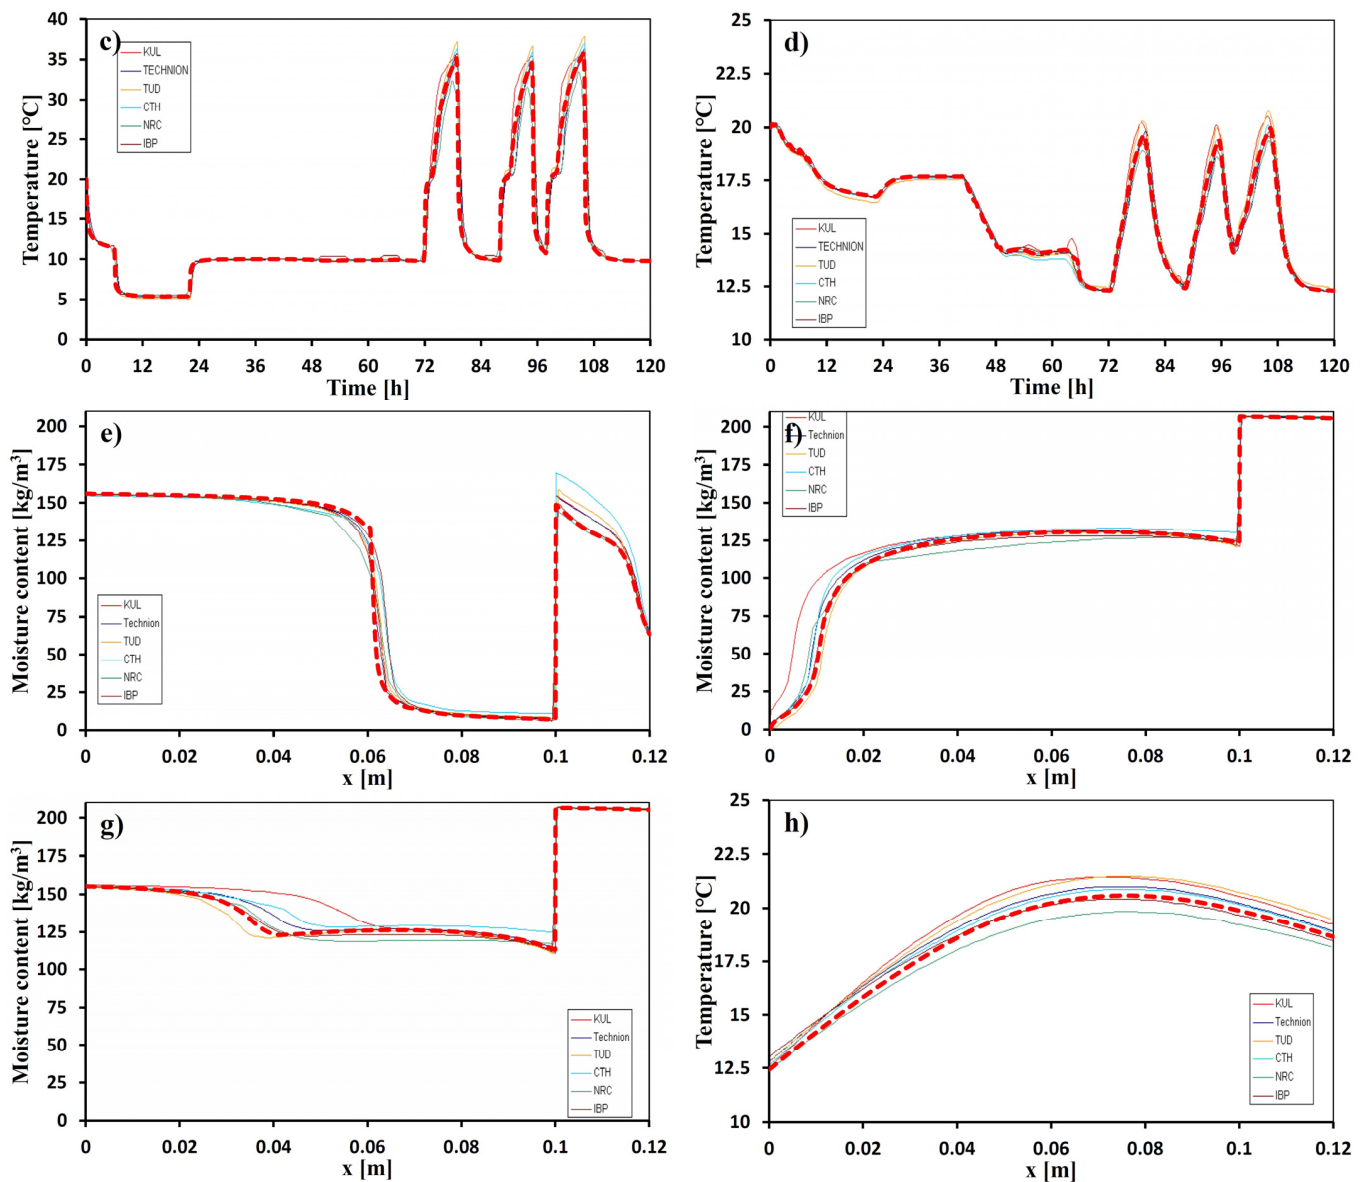 c)
Temperature [°C]
40
35
30
25
20
15
10
5
0
KUL
TECHNION
TUD
CTH
NRC
IBP
0 12 24 36 48 60 72 84 96 108 120
Time [h]
d)
Temperature [°C]
25
22.5
20
17.5
15
12.5
10
KUL
TECHNION
TUD
CTH
NRC
IBP
0 12 24 36 48 60 72 84 96 108 120
Time [h]
e)
Moisture content [kg/m³]
200
175
150
125
100
75
50
25
0
KUL
Technion
TUD
CTH
NRC
IBP
0 0.02 0.04 0.06 0.08 0.1 0.12
x [m]
f)
Moisture content [kg/m³]
200
175
150
125
100
75
50
25
0
KUL
Technion
TUD
CTH
NRC
IBP
0 0.02 0.04 0.06 0.08 0.1 0.12
x [m]
g)
Moisture content [kg/m³]
200
175
150
125
100
75
50
25
0
KUL
Technion
TUD
CTH
NRC
IBP
0 0.02 0.04 0.06 0.08 0.1 0.12
x [m]
h)
Temperature [°C]
25
22.5
20
17.5
15
12.5
10
KUL
Technion
TUD
CTH
NRC
IBP
0 0.02 0.04 0.06 0.08 0.1 0.12
x [m]